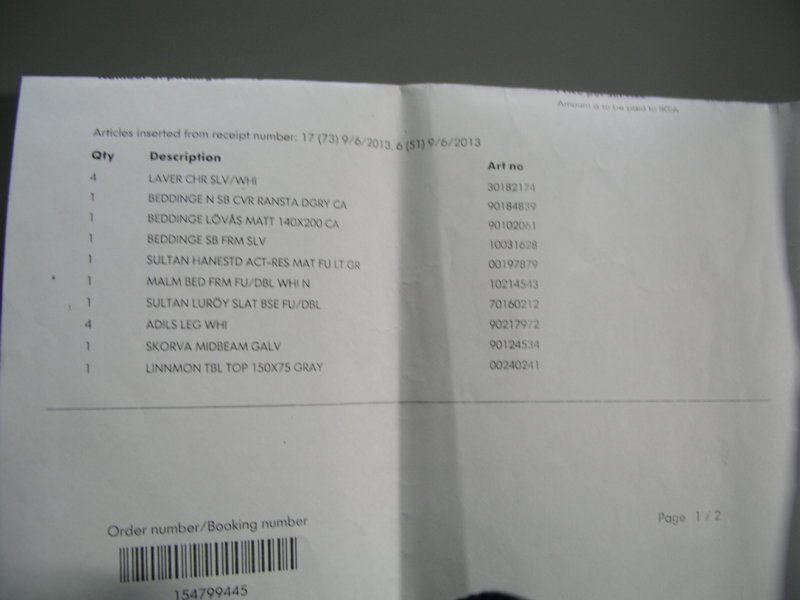 Amount is to be paid to IKEA
Articles inserted from receipt number: 17 (73) 9/6/2013, 6 (51) 9/6/2013
Qty Description Art no
4 LAVER CHR SLV/WHI 30182174
1 BEDDINGE N SB CVR RANSTA DGRY CA 90184839
1 BEDDINGE LÖVÅS MATT 140X200 CA 90102061
1 BEDDINGE SB FRM SLV 10031628
1 SULTAN HANESTD ACT-RES MAT FU LT GR 00197879
1 MALM BED FRM FU/DBL WHI N 10214543
1 SULTAN LURÖY SLAT BSE FU/DBL 70160212
4 ADILS LEG WHI 90217972
1 SKORVA MIDBEAM GALV 90124534
1 LINNMON TBL TOP 150X75 GRAY 00240241
Page 1 / 2
Order number/Booking number
154799445